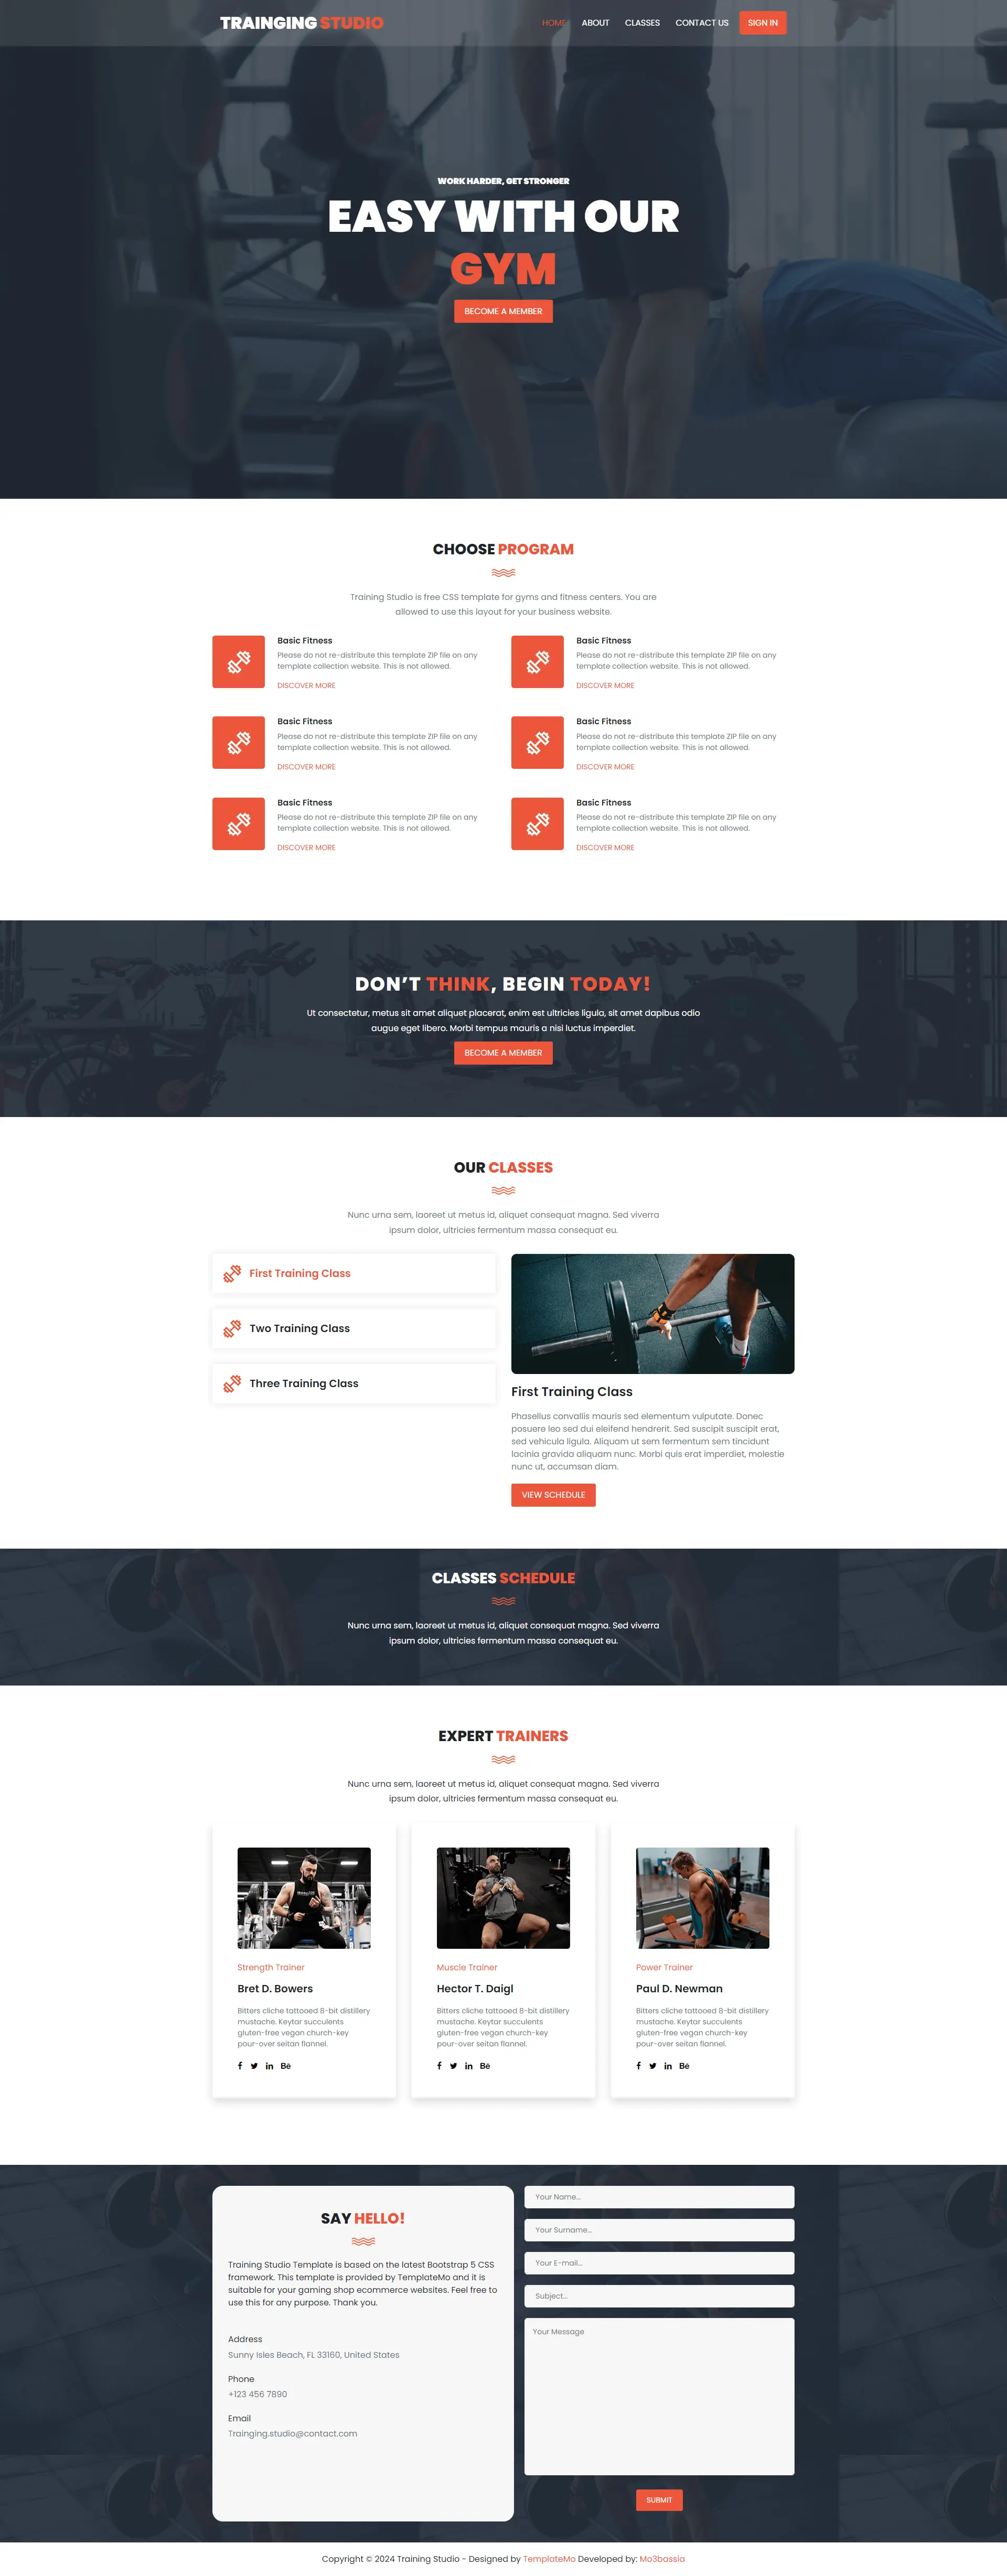 TRAINGING STUDIO
HOME ABOUT CLASSES CONTACT US SIGN IN
WORK HARDER, GET STRONGER
EASY WITH OUR
GYM
BECOME A MEMBER
CHOOSE PROGRAM
Training Studio is free CSS template for gyms and fitness centers. You are
allowed to use this layout for your business website.
Basic Fitness
Please do not re-distribute this template ZIP file on any
template collection website. This is not allowed.
DISCOVER MORE
Basic Fitness
Please do not re-distribute this template ZIP file on any
template collection website. This is not allowed.
DISCOVER MORE
Basic Fitness
Please do not re-distribute this template ZIP file on any
template collection website. This is not allowed.
DISCOVER MORE
Basic Fitness
Please do not re-distribute this template ZIP file on any
template collection website. This is not allowed.
DISCOVER MORE
Basic Fitness
Please do not re-distribute this template ZIP file on any
template collection website. This is not allowed.
DISCOVER MORE
Basic Fitness
Please do not re-distribute this template ZIP file on any
template collection website. This is not allowed.
DISCOVER MORE
DON'T THINK, BEGIN TODAY!
Ut consectetur, metus sit amet aliquet placerat, enim est ultricies ligula, sit amet dapibus odio
augue eget libero. Morbi tempus mauris a nisi luctus imperdiet.
BECOME A MEMBER
OUR CLASSES
Nunc urna sem, laoreet ut metus id, aliquet consequat magna. Sed viverra
ipsum dolor, ultricies fermentum massa consequat eu.
First Training Class
Two Training Class
Three Training Class
First Training Class
Phasellus convallis mauris sed elementum vulputate. Donec
posuere leo sed dui eleifend hendrerit. Sed suscipit suscipit erat,
sed vehicula ligula. Aliquam ut sem fermentum sem tincidunt
lacinia gravida aliquam nunc. Morbi quis erat imperdiet, molestie
nunc ut, accumsan diam.
VIEW SCHEDULE
CLASSES SCHEDULE
Nunc urna sem, laoreet ut metus id, aliquet consequat magna. Sed viverra
ipsum dolor, ultricies fermentum massa consequat eu.
EXPERT TRAINERS
Nunc urna sem, laoreet ut metus id, aliquet consequat magna. Sed viverra
ipsum dolor, ultricies fermentum massa consequat eu.
Strength Trainer
Bret D. Bowers
Bitters cliche tattooed 8-bit distillery
mustache. Keytar succulents
gluten-free vegan church-key
pour-over seitan flannel.
Muscle Trainer
Hector T. Daigl
Bitters cliche tattooed 8-bit distillery
mustache. Keytar succulents
gluten-free vegan church-key
pour-over seitan flannel.
Power Trainer
Paul D. Newman
Bitters cliche tattooed 8-bit distillery
mustache. Keytar succulents
gluten-free vegan church-key
pour-over seitan flannel.
SAY HELLO!
Training Studio Template is based on the latest Bootstrap 5 CSS
framework. This template is provided by TemplateMo and it is
suitable for your gaming shop ecommerce websites. Feel free to
use this for any purpose. Thank you.
Address
Sunny Isles Beach, FL 33160, United States
Phone
+123 456 7890
Email
Trainging.studio@contact.com
Your Name...
Your Surname...
Your E-mail...
Subject...
Your Message
SUBMIT
Copyright © 2024 Training Studio - Designed by TemplateMo Developed by: Mo3bassia